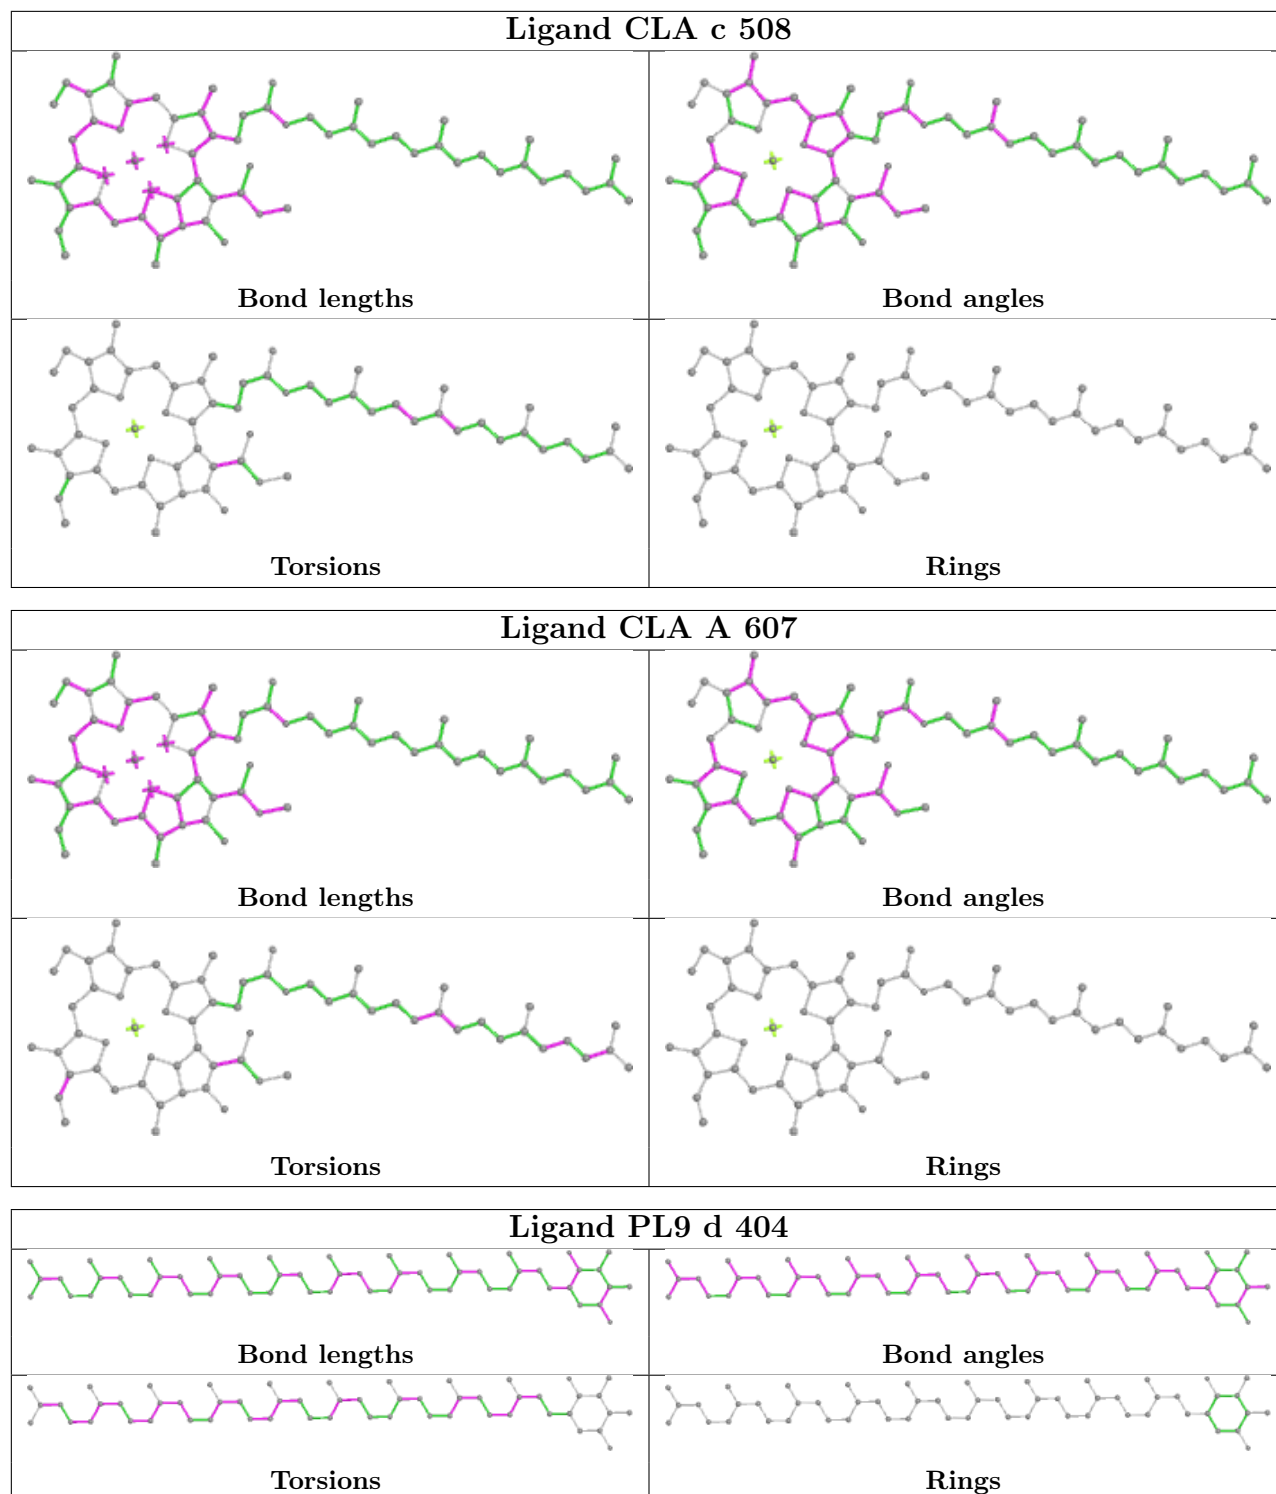 Ligand CLA c 508
Bond lengths
Bond angles
Torsions
Rings
Ligand CLA A 607
Bond lengths
Bond angles
Torsions
Rings
Ligand PL9 d 404
Bond lengths
Bond angles
Torsions
Rings